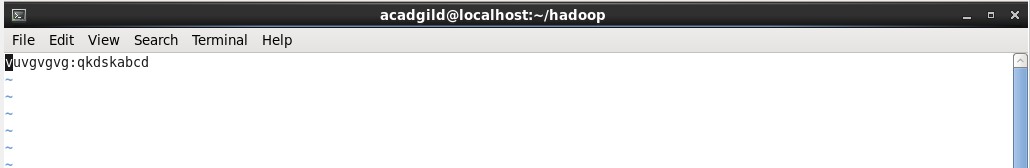 acadgild@localhost:~/hadoop
File Edit View Search Terminal Help
vuvgvgvg:qkdskabcd
~
~
~
~
~
~